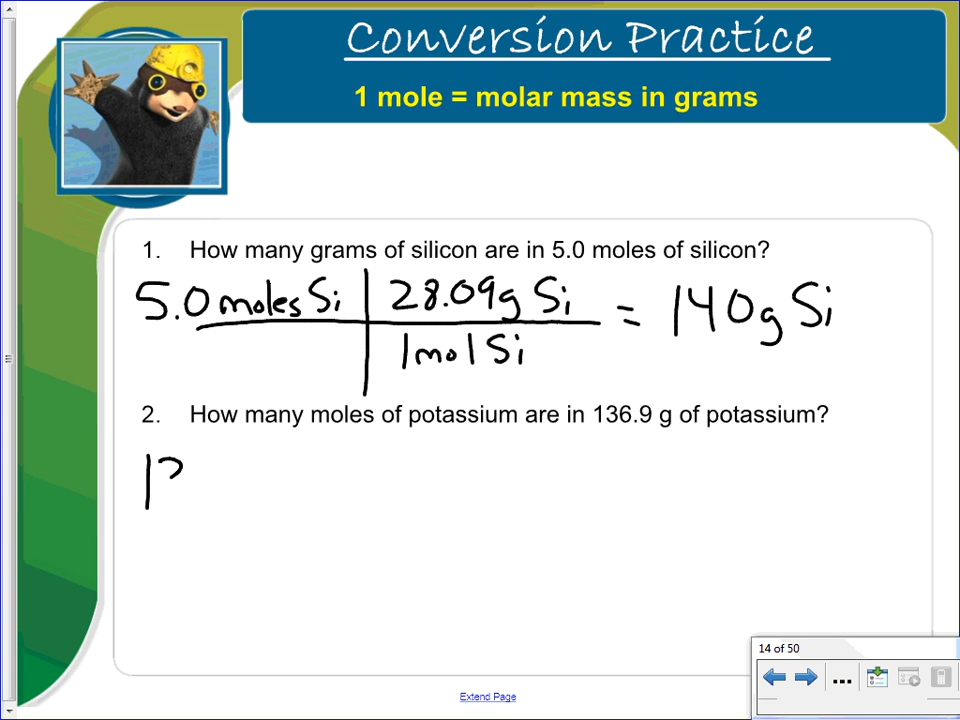 Conversion Practice
1 mole = molar mass in grams
1. How many grams of silicon are in 5.0 moles of silicon?
5.0 moles Si | 28.09g Si = 140g Si
1 mol Si
2. How many moles of potassium are in 136.9 g of potassium?
14 of 50
...
Extend Page